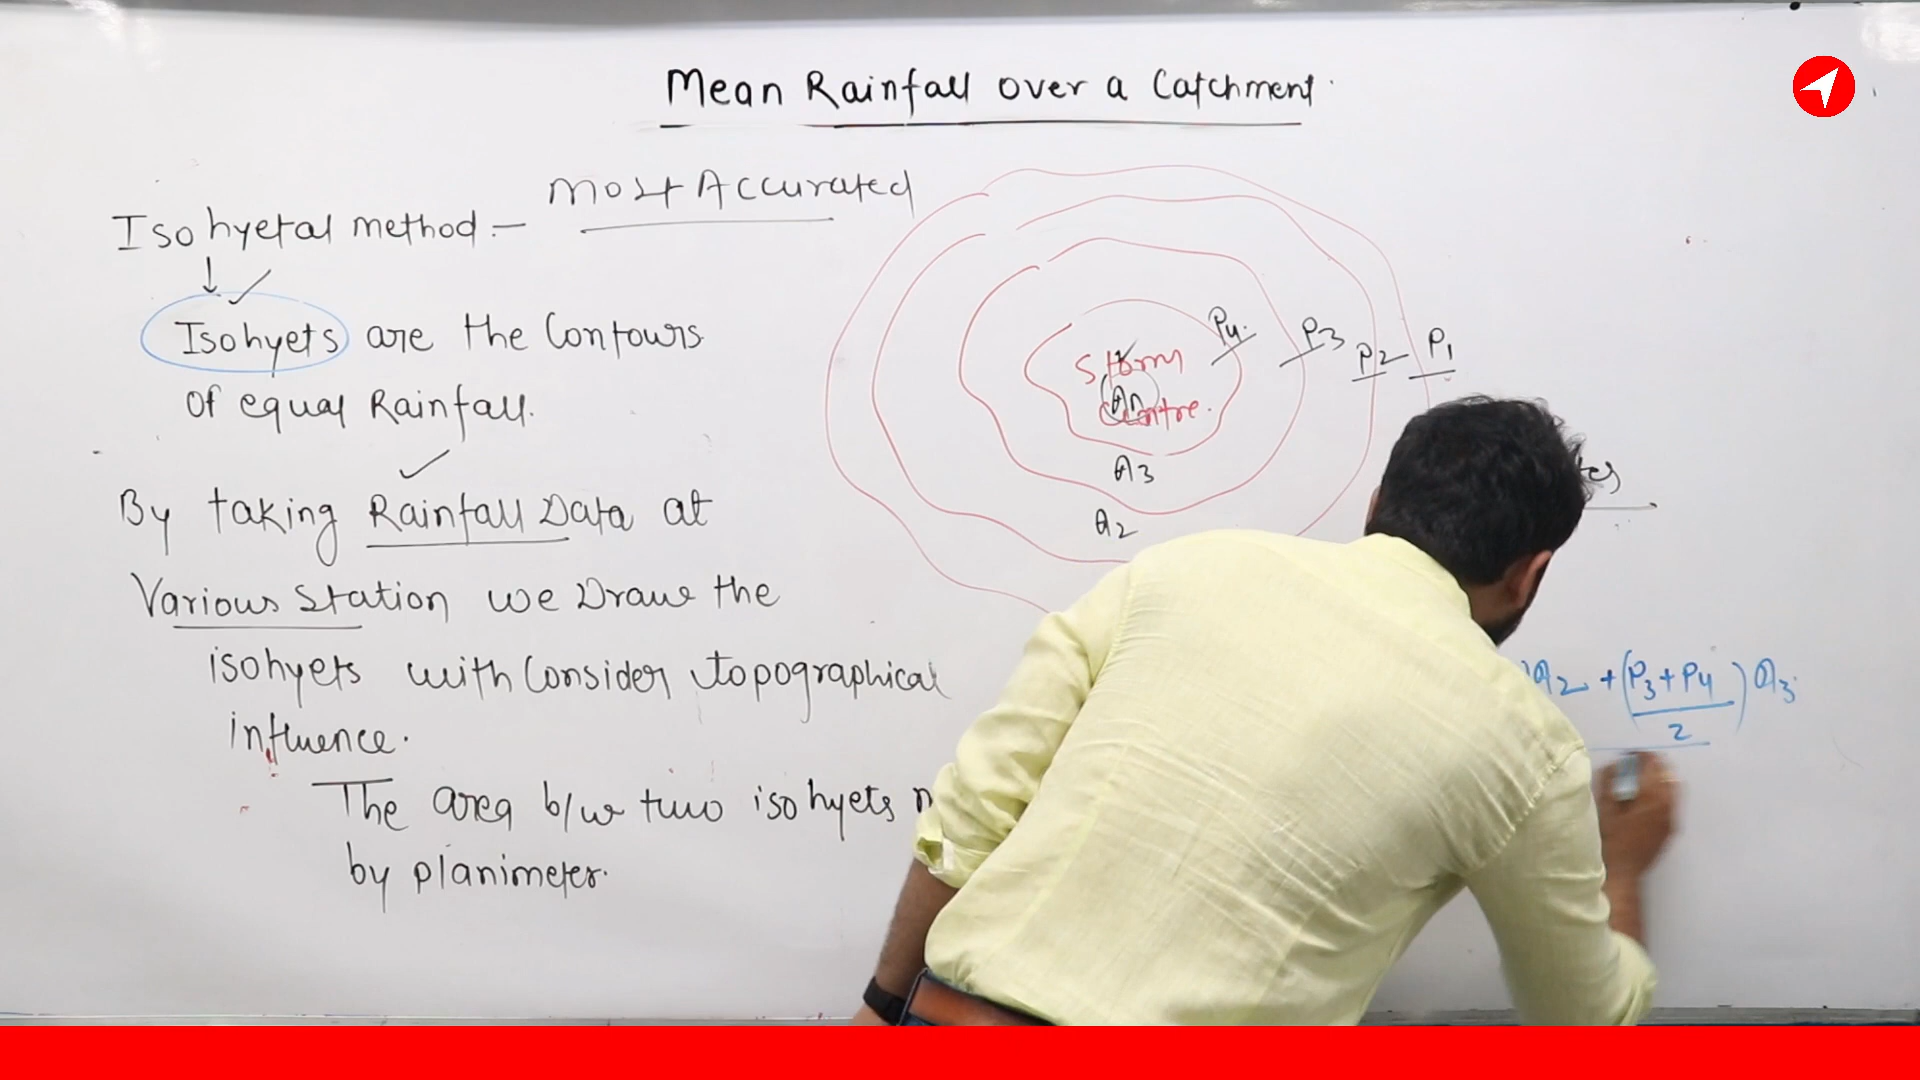 Mean Rainfall over a Catchment.
Isohyetal method :- most Accurated
Isohyets are the Contours
of equal Rainfall.
By taking Rainfall Data at
Various Station we Draw the
isohyets with Consider topographical
influence.
The area b/w two isohyets
by planimeter.
P4. P3 P2 P1
Storm
an
Centre.
a3
a2
a2 + (P3+P4 / 2) a3.